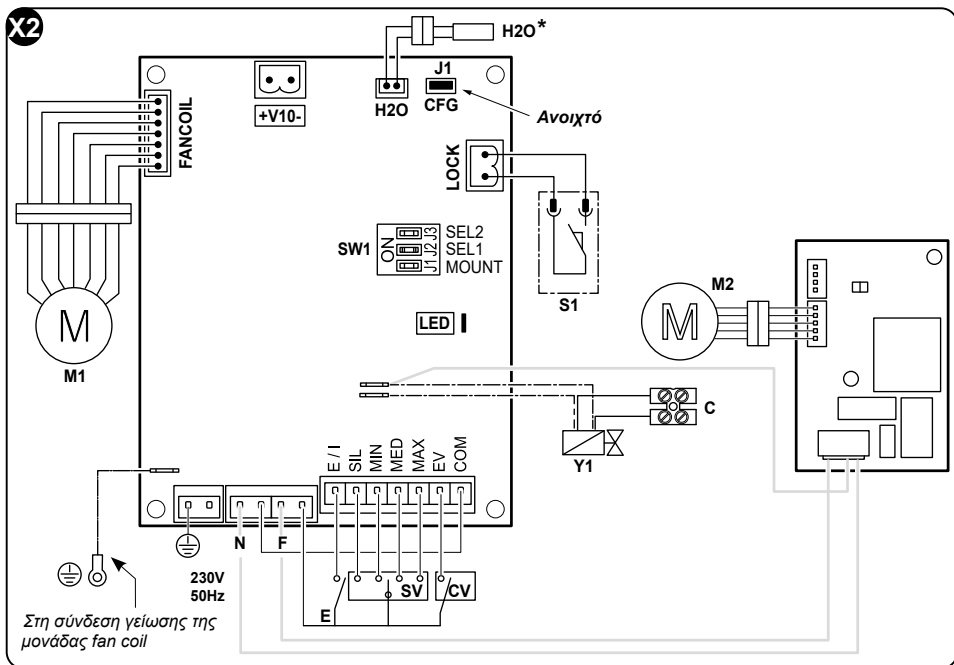 X2
H2O*
J1
+V10-
H2O
CFG
Ανοιχτό
FANCOIL
LOCK
SW1
ON
J1 J2 J3
SEL2
SEL1
MOUNT
S1
M2
M
M
M1
LED
C
Y1
E / I
SIL
MIN
MED
MAX
EV
COM
N
F
230V
50Hz
E
SV
CV
Στη σύνδεση γείωσης της
μονάδας fan coil